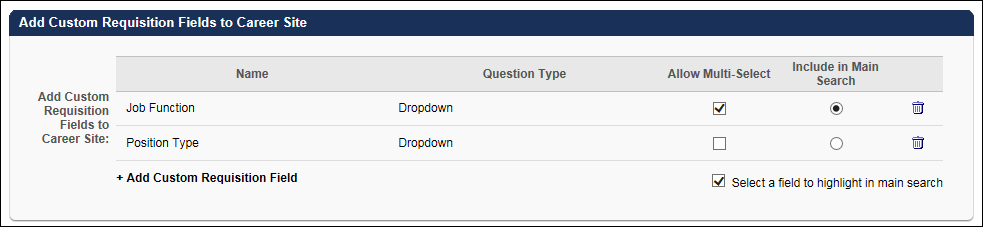 Add Custom Requisition Fields to Career Site
Name Question Type Allow Multi-Select Include in Main
Search
Add Custom
Requisition
Fields to
Career Site:
Job Function Dropdown
Position Type Dropdown
+ Add Custom Requisition Field
Select a field to highlight in main search